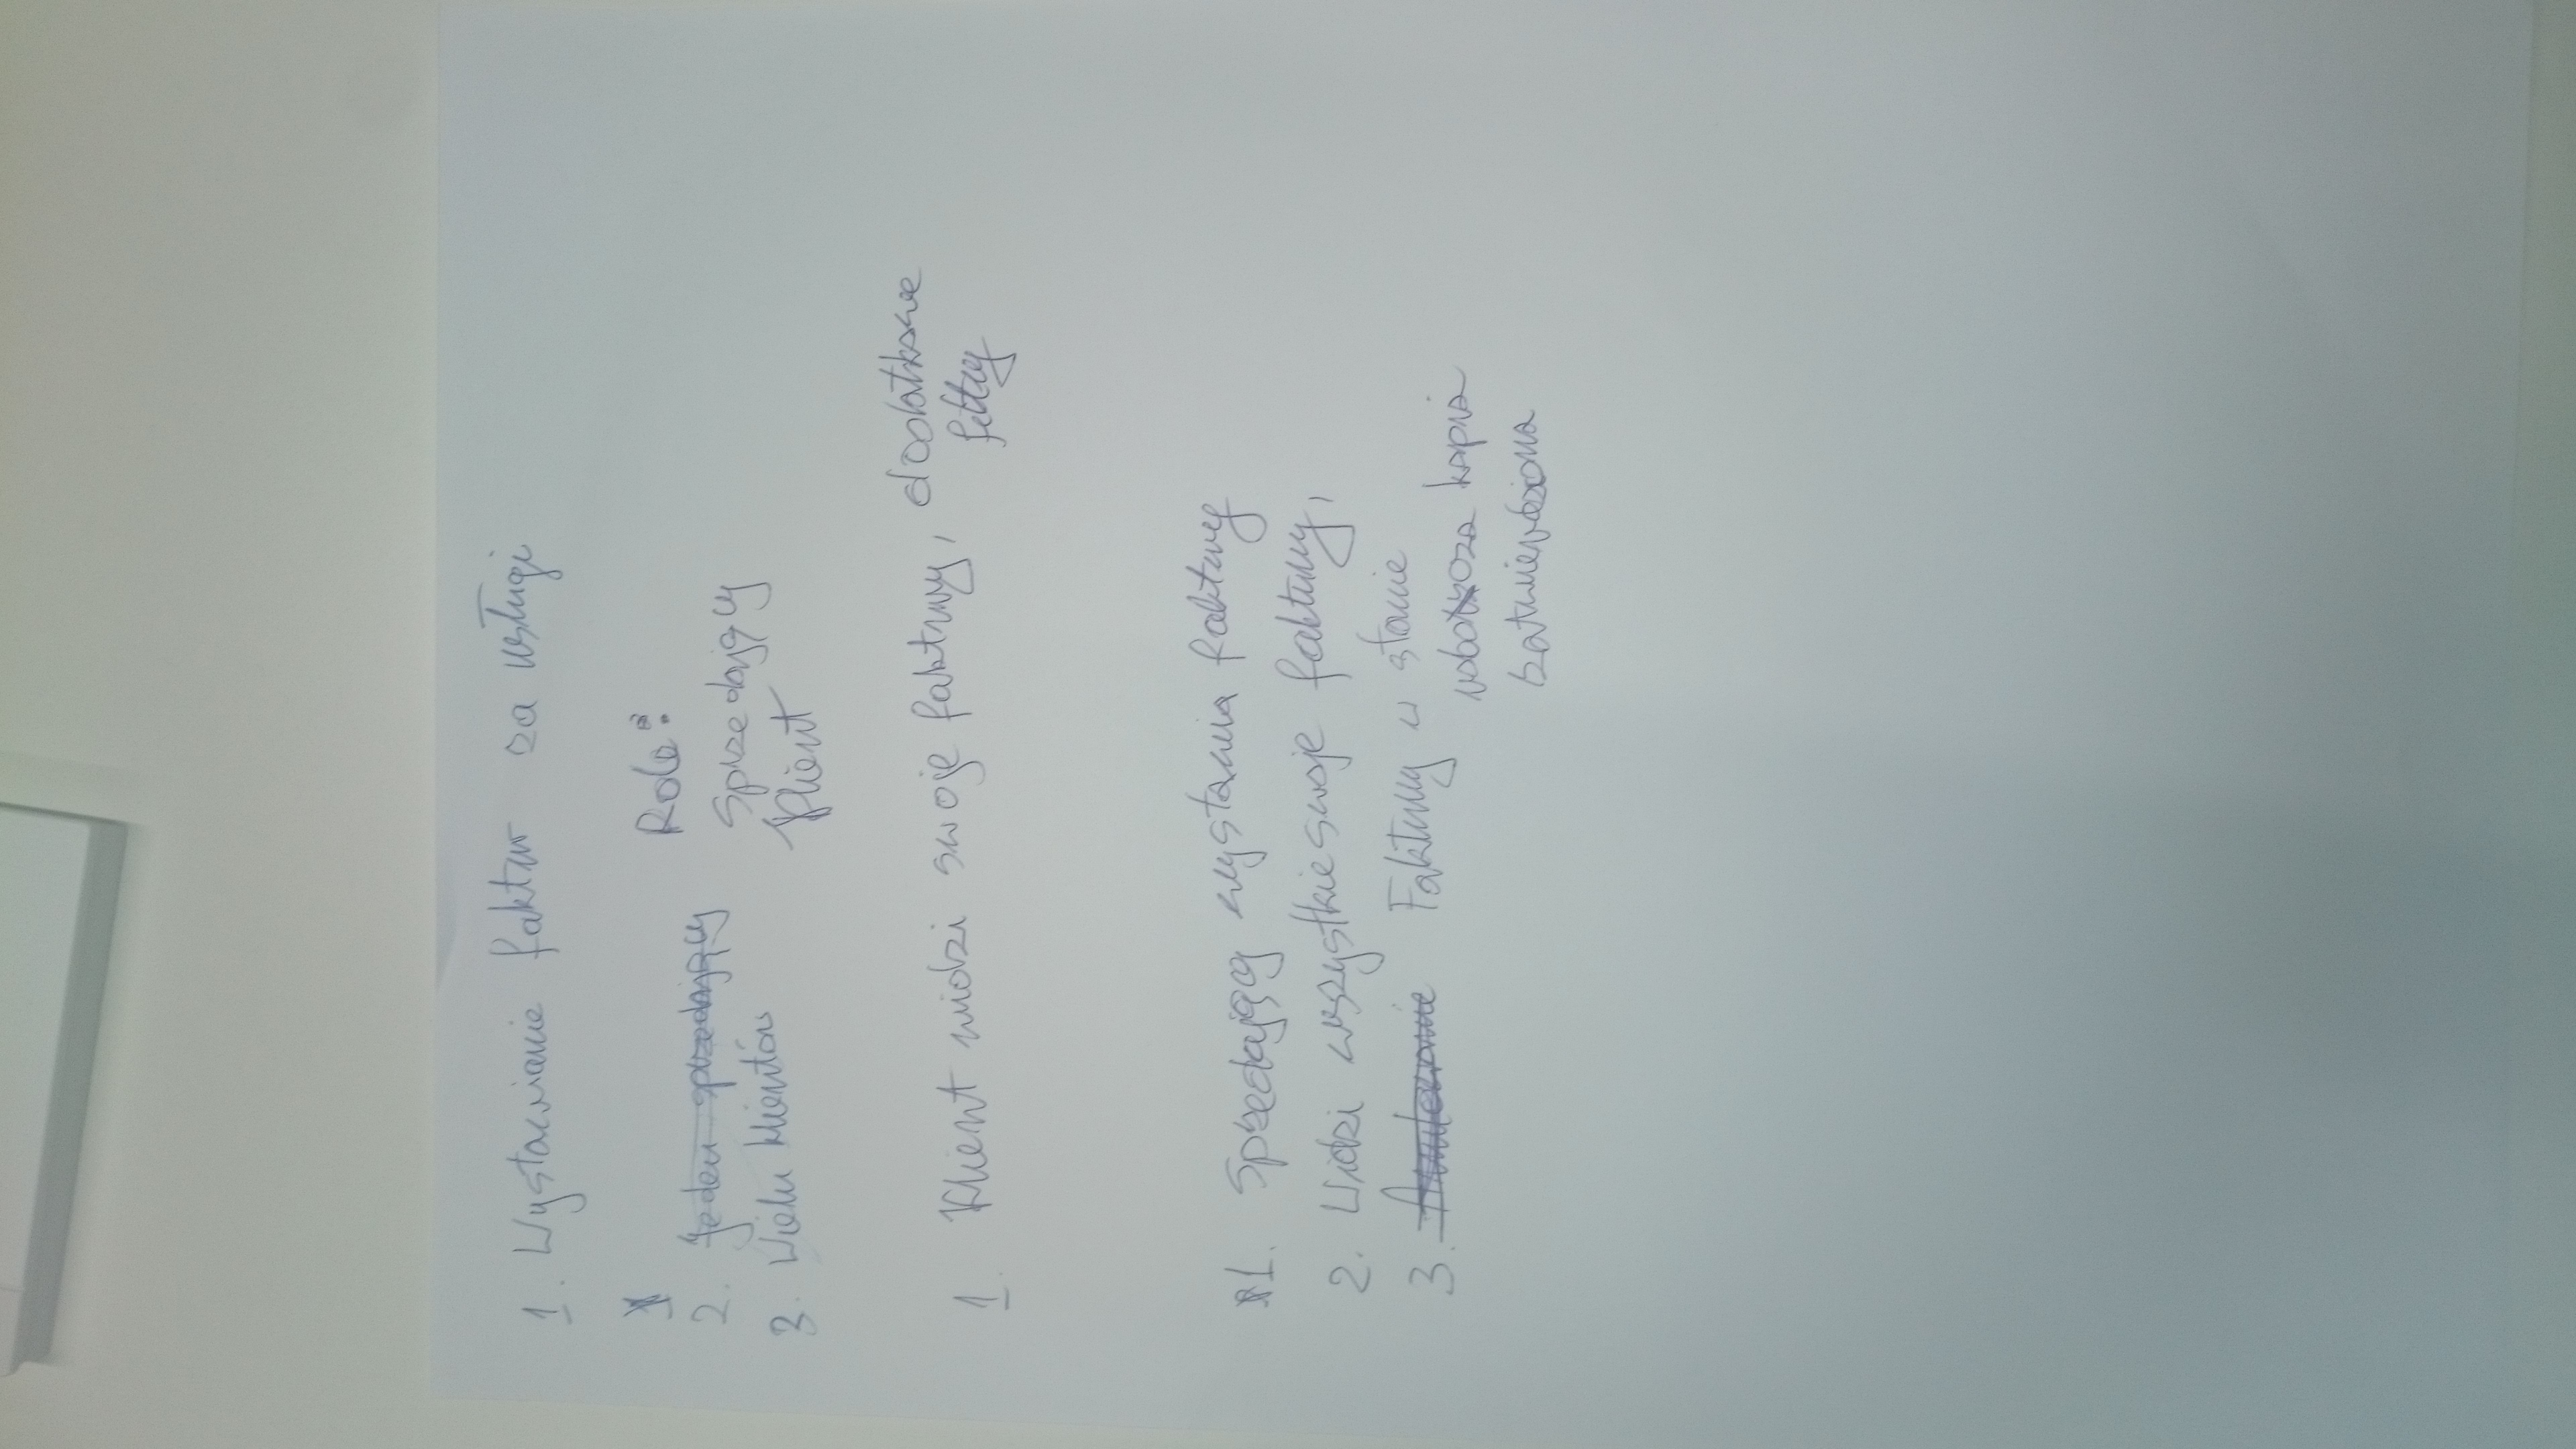 1. Wystawianie faktur za usługi
2. Jeden sprzedający
3. Wielu klientów
Role:
Sprzedający
Klient
1. Klient widzi swoje faktury, dodatkowe
filtry
1. Sprzedający wystawia faktury
2. Widzi wszystkie swoje faktury,
3. Faktury w stanie
robocza kopia
zatwierdzona